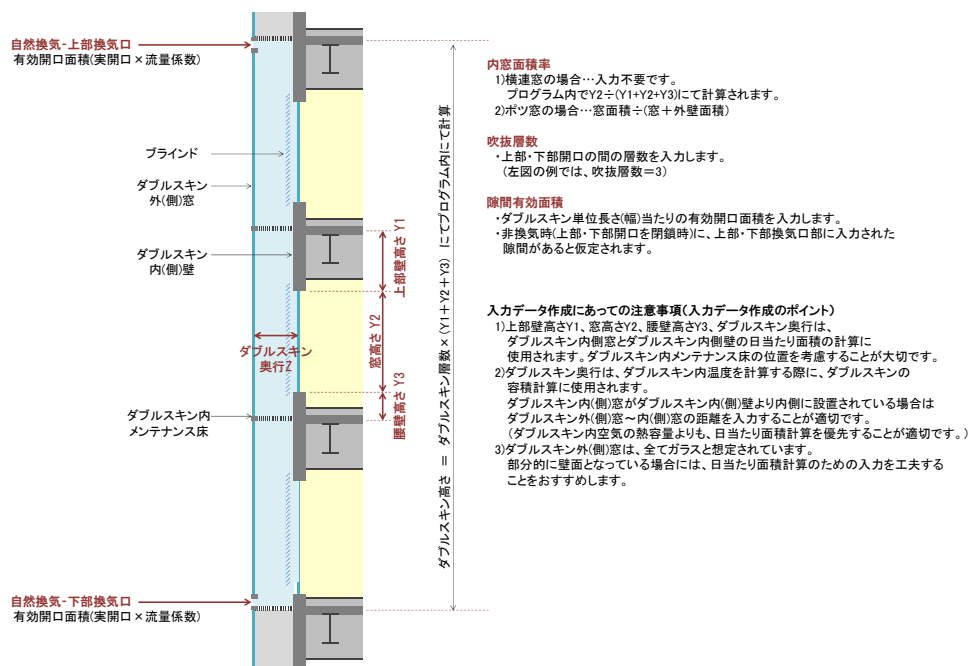 自然換気-上部換気口
有効開口面積(実開口×流量係数)
ブラインド
ダブルスキン
外(側)窓
ダブルスキン
内(側)壁
ダブルスキン
奥行Z
ダブルスキン内
メンテナンス床
自然換気-下部換気口
有効開口面積(実開口×流量係数)
上部壁高さ Y1
窓高さ Y2
腰壁高さ Y3
ダブルスキン高さ = ダブルスキン層数×(Y1+Y2+Y3) にてプログラム内にて計算
内窓面積率
1)横連窓の場合…入力不要です。
プログラム内でY2÷(Y1+Y2+Y3)にて計算されます。
2)ポツ窓の場合…窓面積÷(窓+外壁面積)
吹抜層数
・上部・下部開口の間の層数を入力します。
(左図の例では、吹抜層数=3)
隙間有効面積
・ダブルスキン単位長さ(幅)当たりの有効開口面積を入力します。
・非換気時(上部・下部開口を閉鎖時)に、上部・下部換気口部に入力された
隙間があると仮定されます。
入力データ作成にあっての注意事項(入力データ作成のポイント)
1)上部壁高さY1、窓高さY2、腰壁高さY3、ダブルスキン奥行は、
ダブルスキン内側窓とダブルスキン内側壁の日当たり面積の計算に
使用されます。ダブルスキン内メンテナンス床の位置を考慮することが大切です。
2)ダブルスキン奥行は、ダブルスキン内温度を計算する際に、ダブルスキンの
容積計算に使用されます。
ダブルスキン内(側)窓がダブルスキン内(側)壁より内側に設置されている場合は
ダブルスキン外(側)窓~内(側)窓の距離を入力することが適切です。
(ダブルスキン内空気の熱容量よりも、日当たり面積計算を優先することが適切です。)
3)ダブルスキン外(側)窓は、全てガラスと想定されています。
部分的に壁面となっている場合には、日当たり面積計算のための入力を工夫する
ことをおすすめします。